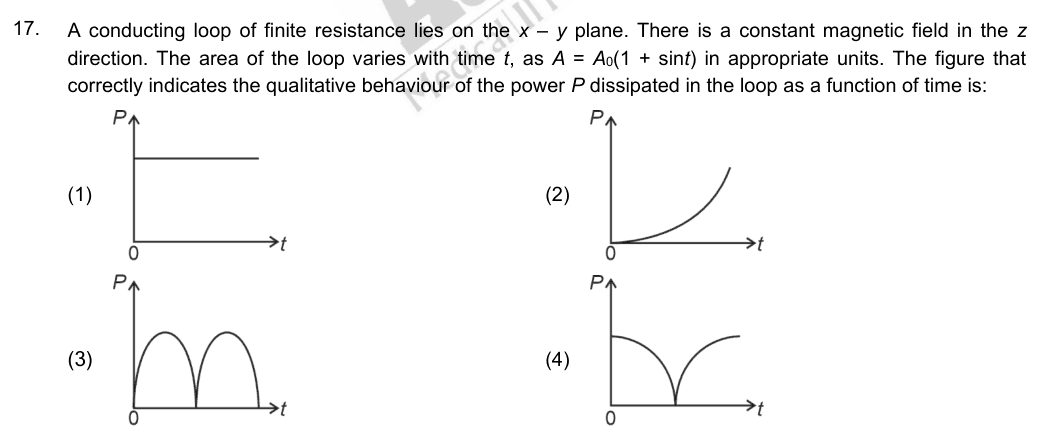 17. A conducting loop of finite resistance lies on the x – y plane. There is a constant magnetic field in the z
direction. The area of the loop varies with time t, as A = A₀(1 + sint) in appropriate units. The figure that
correctly indicates the qualitative behaviour of the power P dissipated in the loop as a function of time is:
P P
(1) (2)
0 t 0 t
P P
(3) (4)
0 t 0 t